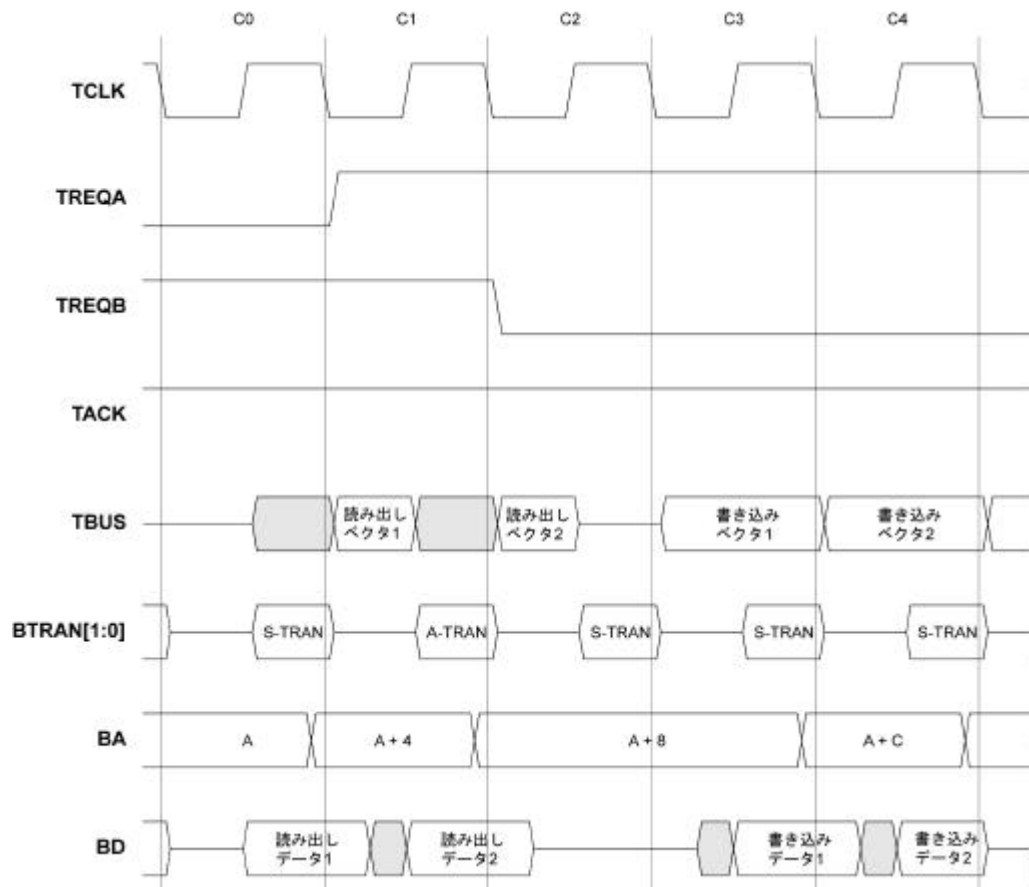 C0 C1 C2 C3 C4
TCLK
TREQA
TREQB
TACK
TBUS
読み出し
ベクタ1
読み出し
ベクタ2
書き込み
ベクタ1
書き込み
ベクタ2
BTRAN[1:0]
S-TRAN A-TRAN S-TRAN S-TRAN S-TRAN
BA
A A + 4 A + 8 A + C
BD
読み出し
データ1
読み出し
データ2
書き込み
データ1
書き込み
データ2